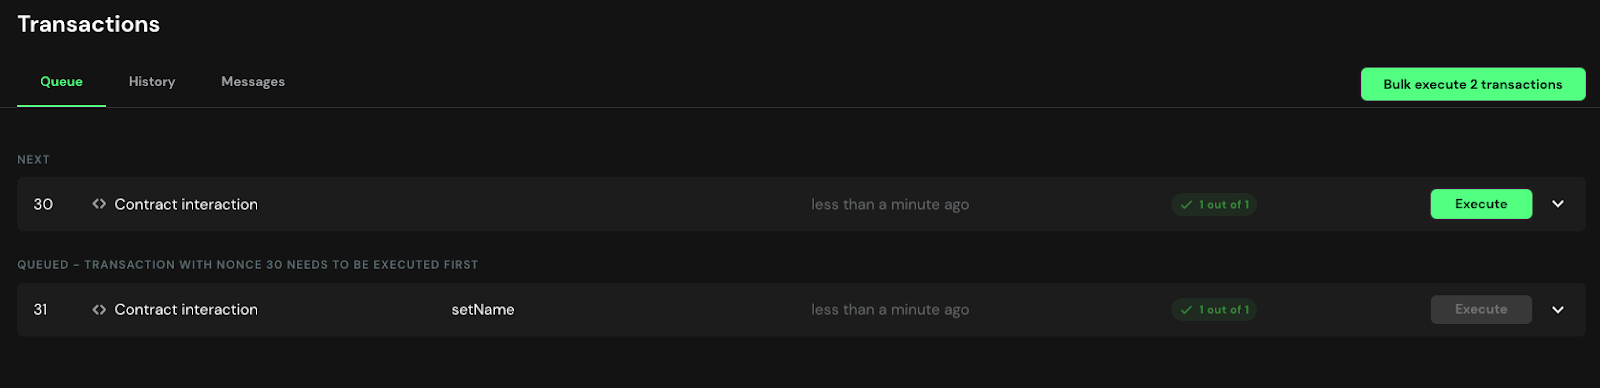 Transactions
Queue History Messages
Bulk execute 2 transactions
NEXT
30 <> Contract interaction less than a minute ago 1 out of 1 Execute
QUEUED – TRANSACTION WITH NONCE 30 NEEDS TO BE EXECUTED FIRST
31 <> Contract interaction setName less than a minute ago 1 out of 1 Execute